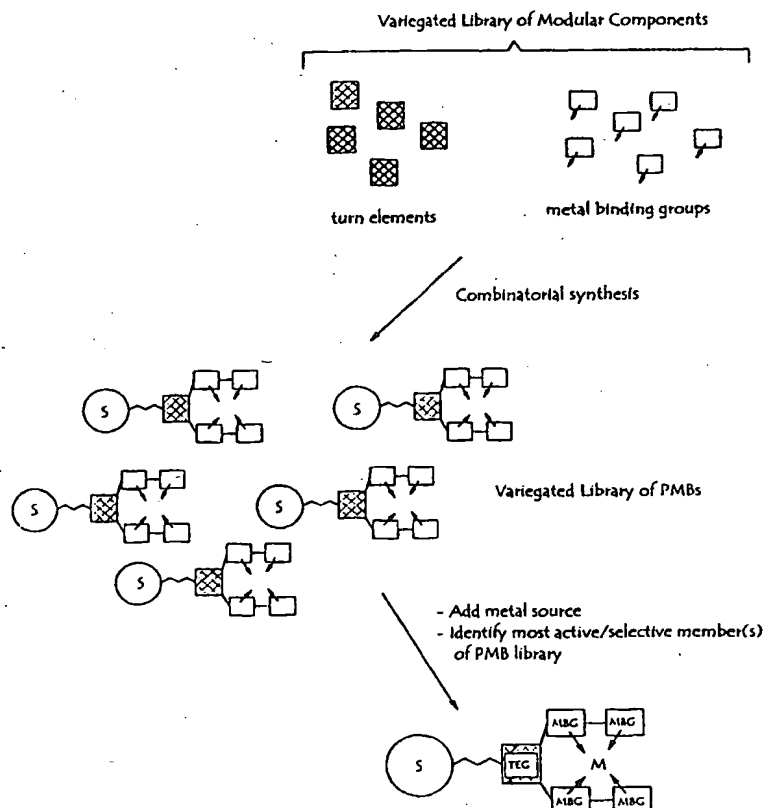 Variegated Library of Modular Components
turn elements
metal binding groups
Combinatorial synthesis
S
S
S
S
Variegated Library of PMBs
S
- Add metal source
- Identify most active/selective member(s)
of PMB library
MBG
MBG
S
TEG
M
MBG
MBG